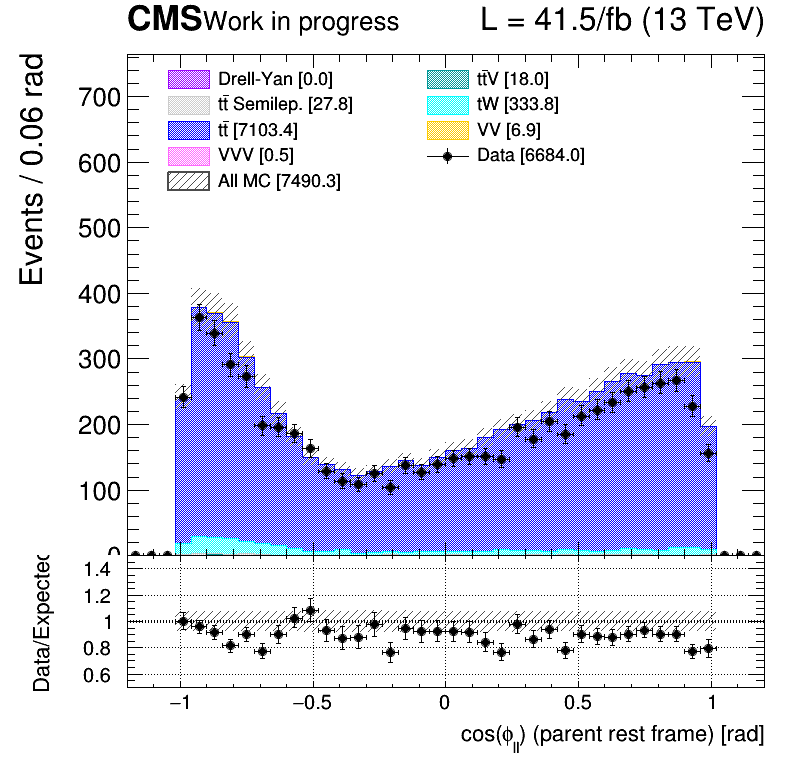 CMS Work in progress L = 41.5/fb (13 TeV)
Events / 0.06 rad
Drell-Yan [0.0]
tt̄ Semilep. [27.8]
tt̄ [7103.4]
VVV [0.5]
All MC [7490.3]
tt̄V [18.0]
tW [333.8]
VV [6.9]
Data [6684.0]
700
600
500
400
300
200
100
0
Data/Expected
1.4
1.2
1
0.8
0.6
−1 −0.5 0 0.5 1
cos(ϕ_ll) (parent rest frame) [rad]